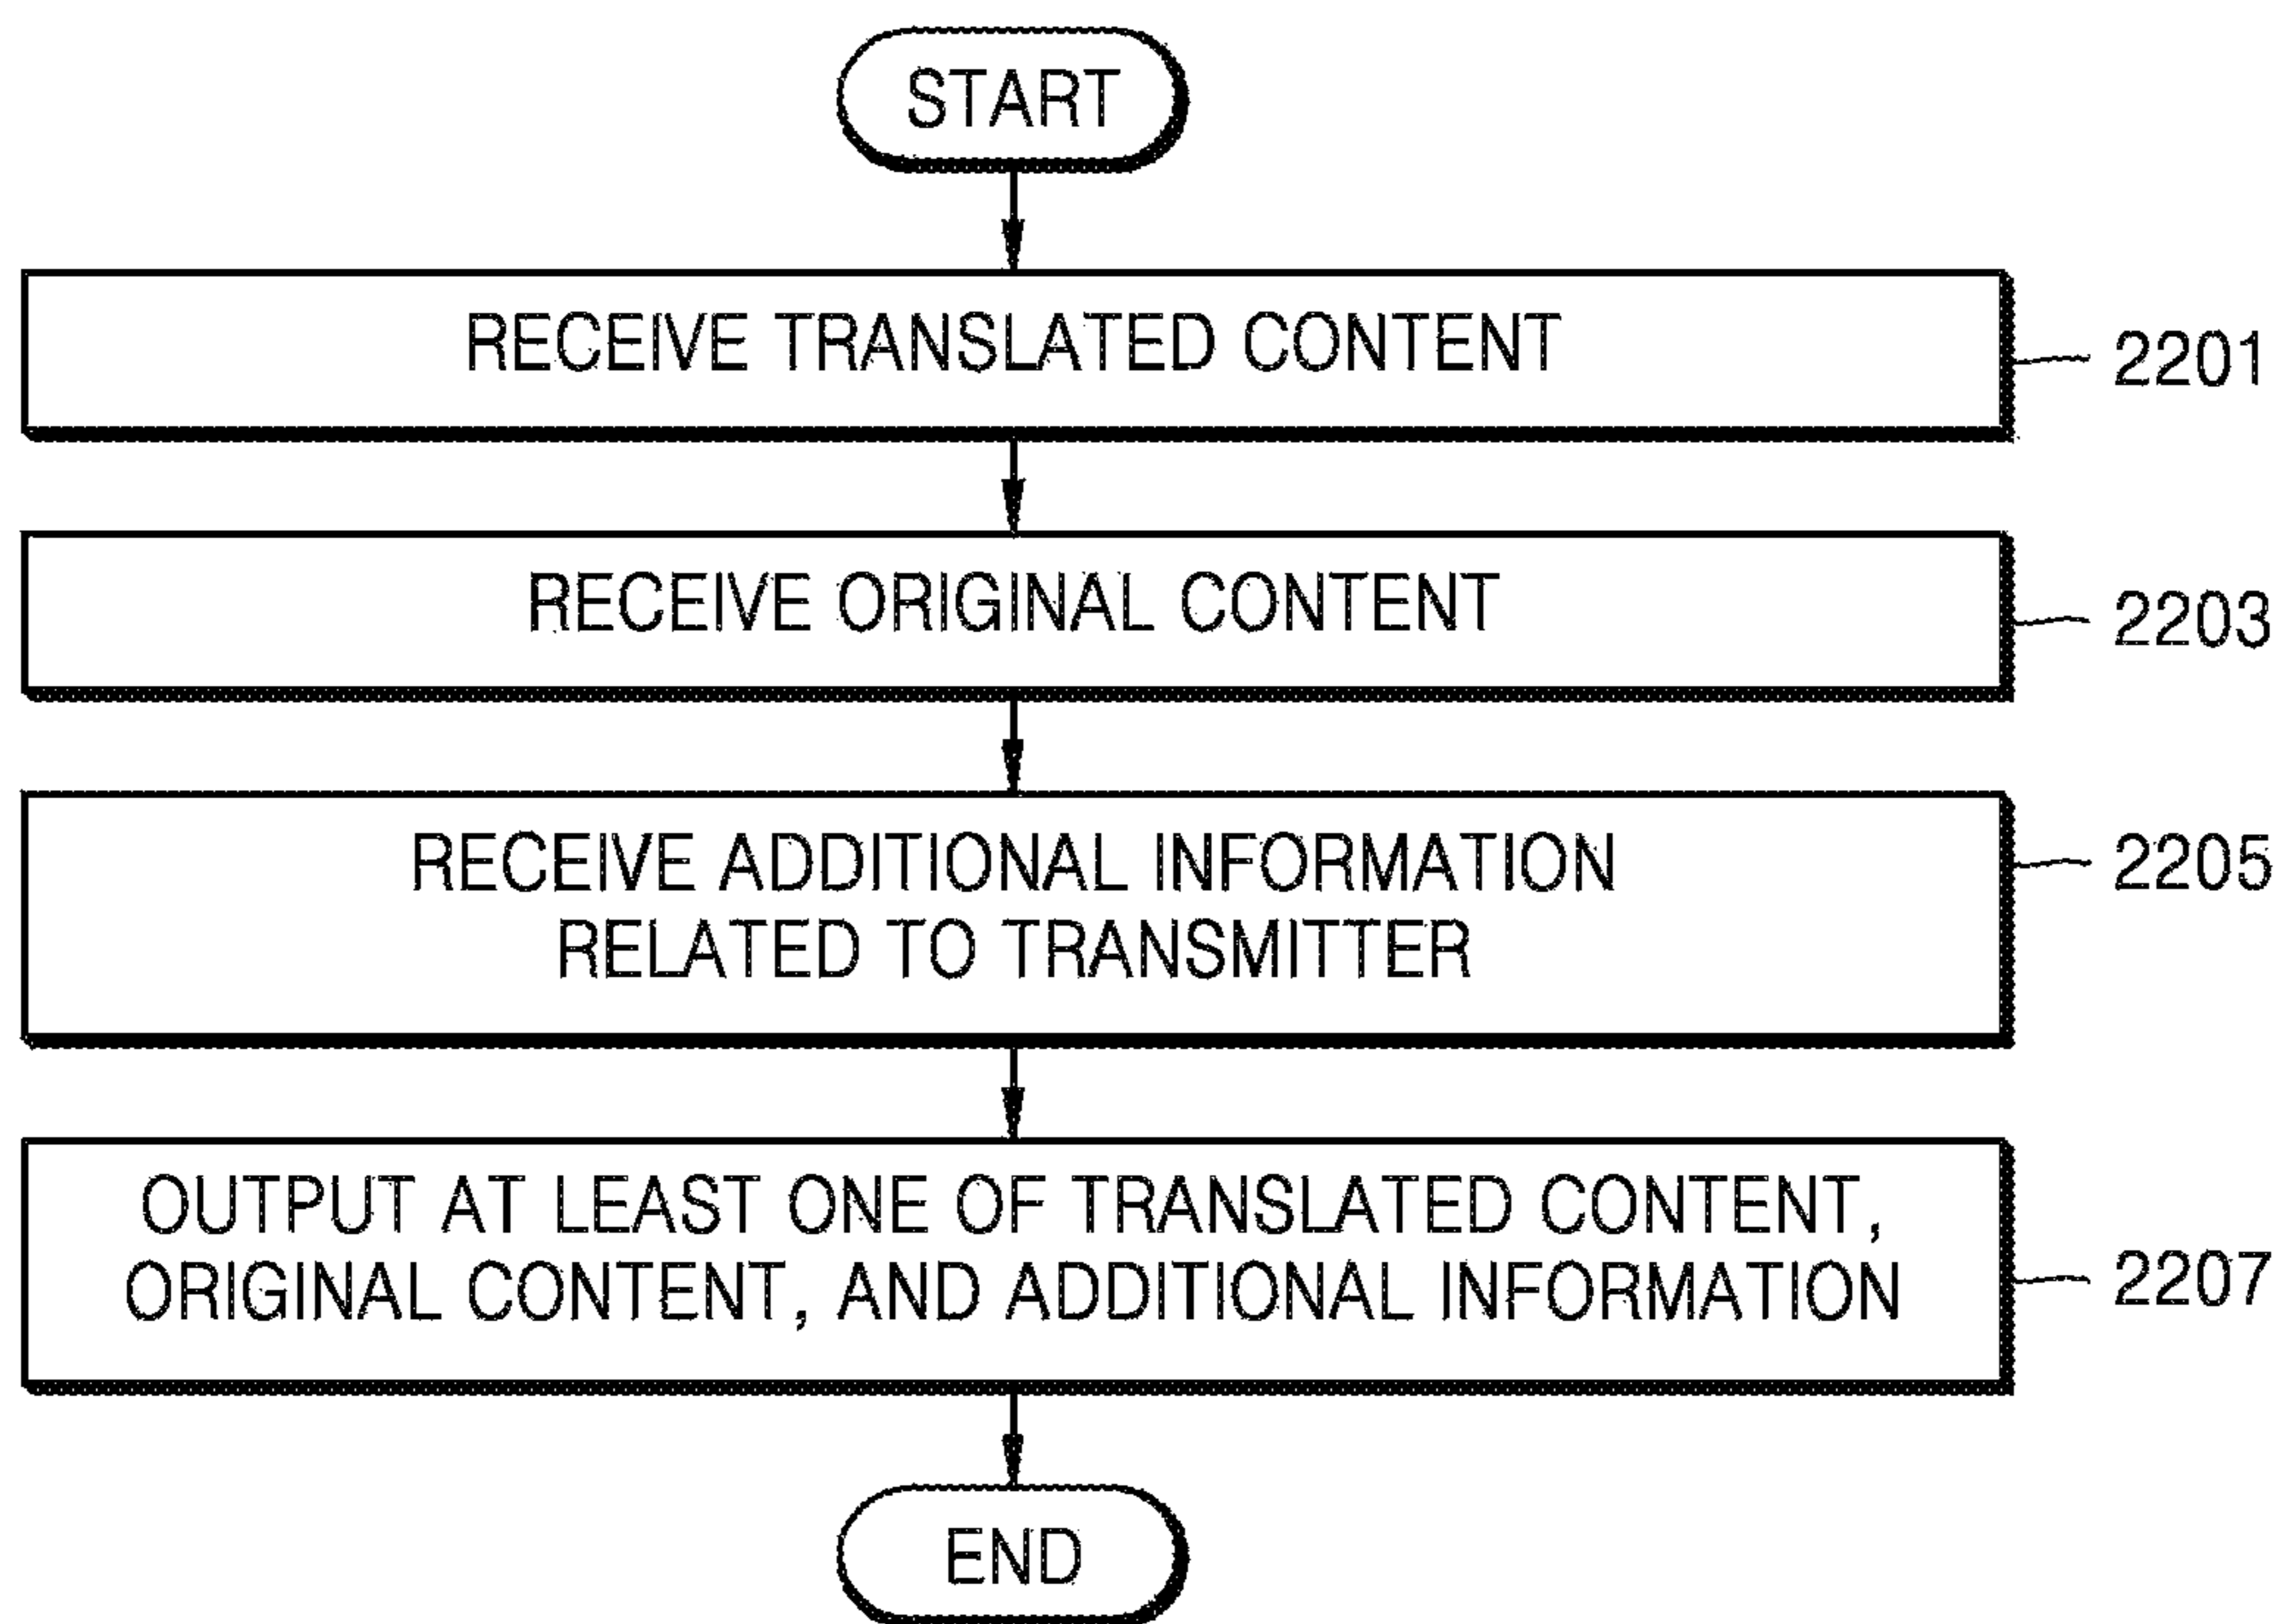 START
RECEIVE TRANSLATED CONTENT
2201
RECEIVE ORIGINAL CONTENT
2203
RECEIVE ADDITIONAL INFORMATION
RELATED TO TRANSMITTER
2205
OUTPUT AT LEAST ONE OF TRANSLATED CONTENT,
ORIGINAL CONTENT, AND ADDITIONAL INFORMATION
2207
END